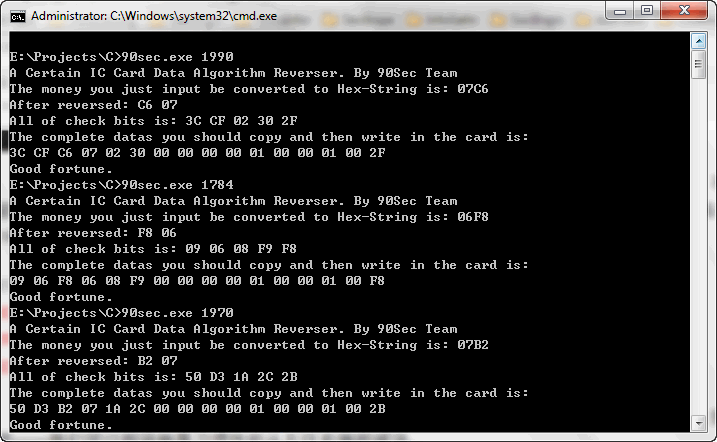 Administrator: C:\Windows\system32\cmd.exe
E:\Projects\C>90sec.exe 1990
A Certain IC Card Data Algorithm Reverser. By 90Sec Team
The money you just input be converted to Hex-String is: 07C6
After reversed: C6 07
All of check bits is: 3C CF 02 30 2F
The complete datas you should copy and then write in the card is:
3C CF C6 07 02 30 00 00 00 00 01 00 00 01 00 2F
Good fortune.
E:\Projects\C>90sec.exe 1784
A Certain IC Card Data Algorithm Reverser. By 90Sec Team
The money you just input be converted to Hex-String is: 06F8
After reversed: F8 06
All of check bits is: 09 06 08 F9 F8
The complete datas you should copy and then write in the card is:
09 06 F8 06 08 F9 00 00 00 00 01 00 00 01 00 F8
Good fortune.
E:\Projects\C>90sec.exe 1970
A Certain IC Card Data Algorithm Reverser. By 90Sec Team
The money you just input be converted to Hex-String is: 07B2
After reversed: B2 07
All of check bits is: 50 D3 1A 2C 2B
The complete datas you should copy and then write in the card is:
50 D3 B2 07 1A 2C 00 00 00 00 01 00 00 01 00 2B
Good fortune.